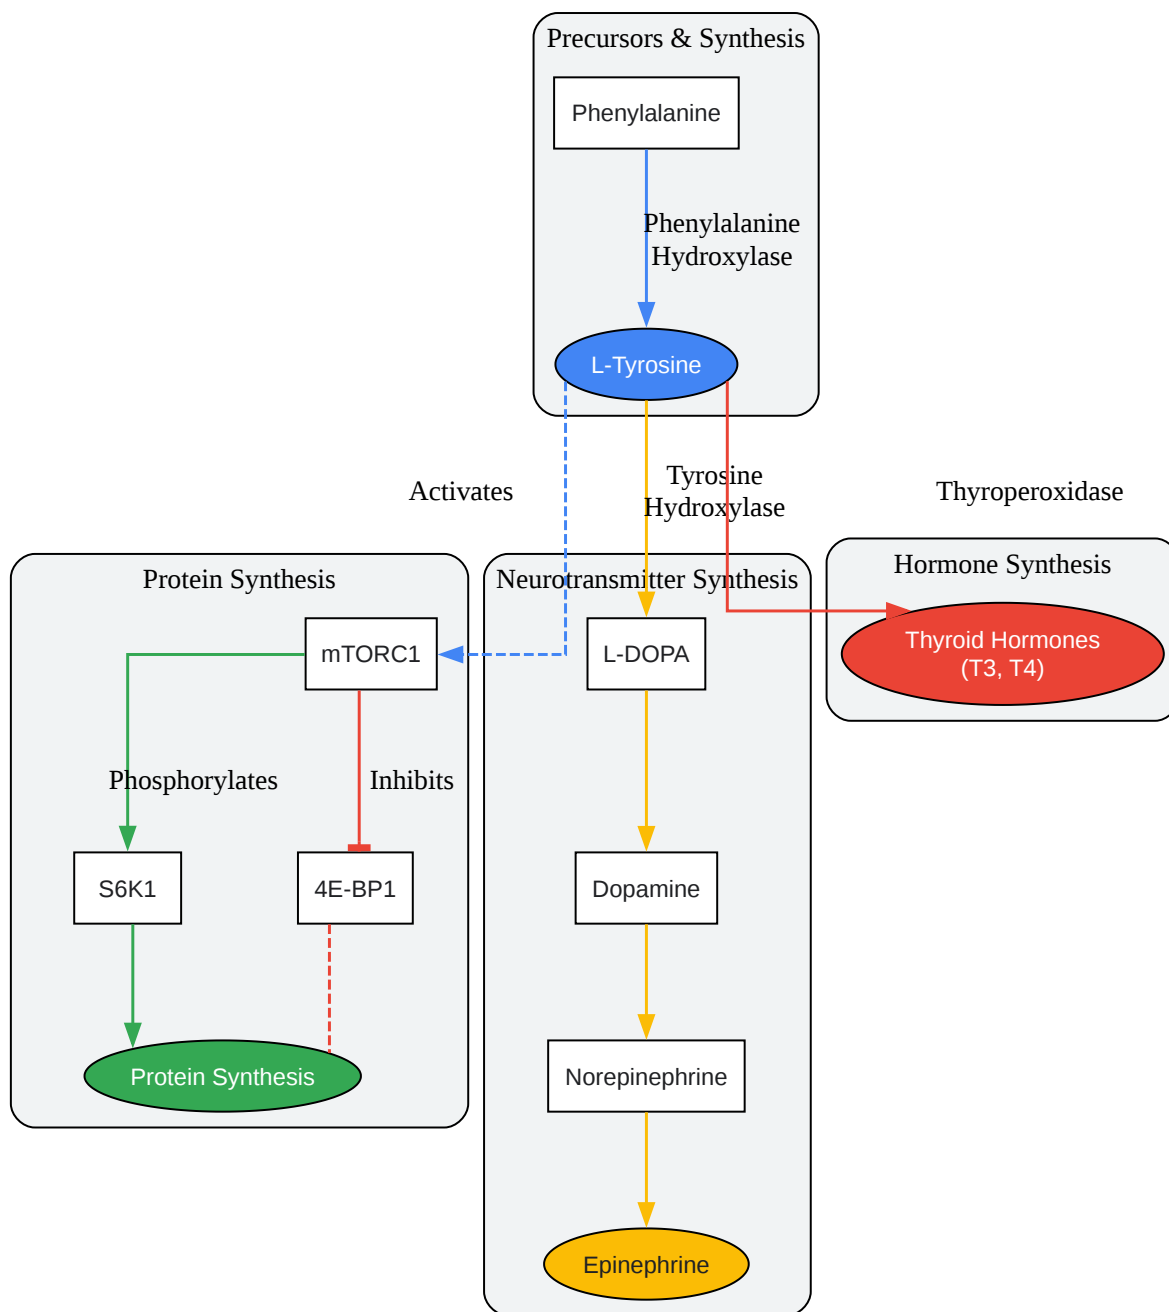 Precursors & Synthesis
Phenylalanine
Phenylalanine
Hydroxylase
L-Tyrosine
Activates
Tyrosine
Hydroxylase
Thyroperoxidase
Protein Synthesis
mTORC1
Phosphorylates
Inhibits
S6K1
4E-BP1
Protein Synthesis
Neurotransmitter Synthesis
L-DOPA
Dopamine
Norepinephrine
Epinephrine
Hormone Synthesis
Thyroid Hormones
(T3, T4)